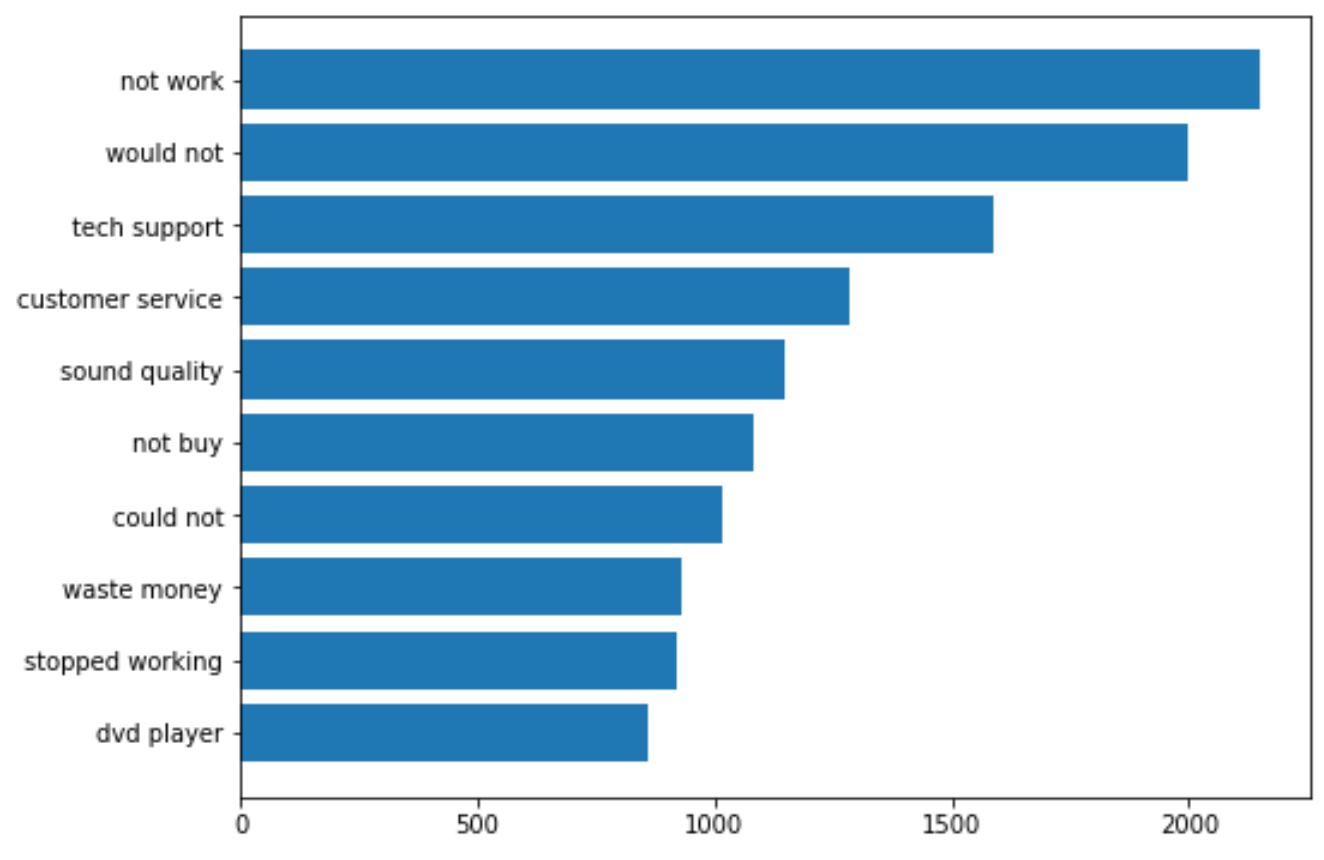 not work
would not
tech support
customer service
sound quality
not buy
could not
waste money
stopped working
dvd player
0 500 1000 1500 2000